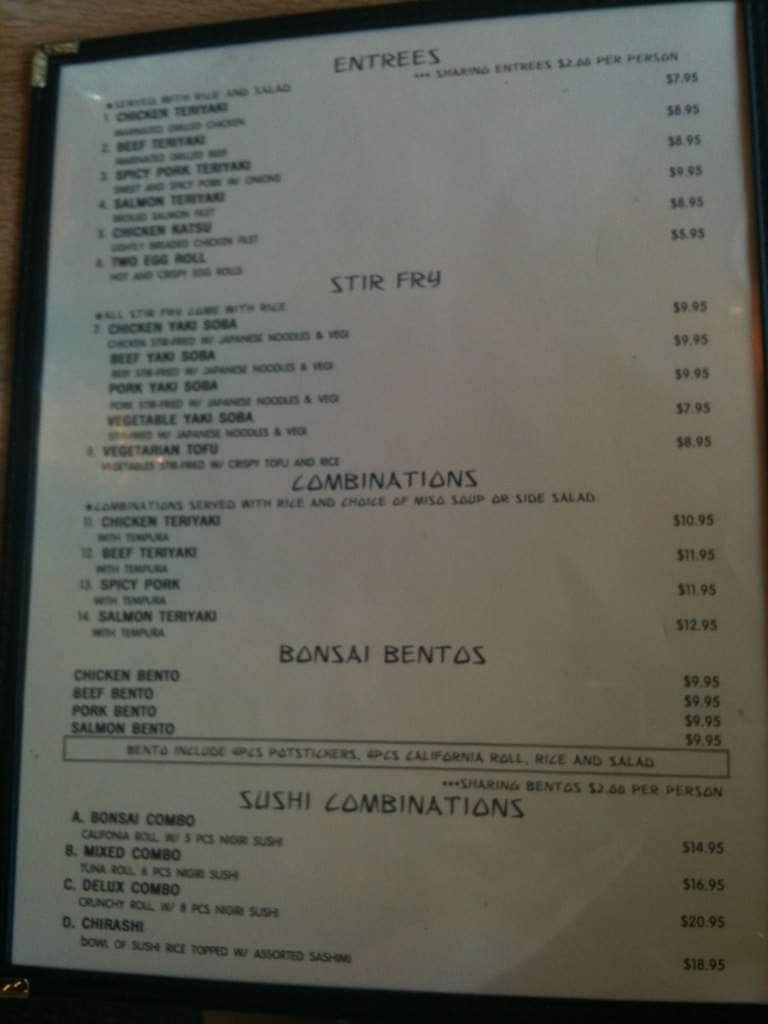 ENTREES
*** SHARING ENTREES $2.00 PER PERSON
*SERVED WITH RICE AND SALAD
1. CHICKEN TERIYAKI $7.95
MARINATED GRILLED CHICKEN
2. BEEF TERIYAKI $8.95
MARINATED GRILLED BEEF
3. SPICY PORK TERIYAKI $8.95
SWEET AND SPICY PORK W/ ONIONS
4. SALMON TERIYAKI $9.95
BROILED SALMON FILET
5. CHICKEN KATSU $8.95
LIGHTLY BREADED CHICKEN FILET
6. TWO EGG ROLL $5.95
HOT AND CRISPY EGG ROLLS
STIR FRY
*ALL STIR FRY COME WITH RICE
7. CHICKEN YAKI SOBA $9.95
CHICKEN STIR-FRIED W/ JAPANESE NOODLES & VEGI
BEEF YAKI SOBA $9.95
BEEF STIR-FRIED W/ JAPANESE NOODLES & VEGI
PORK YAKI SOBA $9.95
PORK STIR-FRIED W/ JAPANESE NOODLES & VEGI
VEGETABLE YAKI SOBA $7.95
STIR-FRIED W/ JAPANESE NOODLES & VEGI
8. VEGETARIAN TOFU $8.95
VEGETABLES STIR-FRIED W/ CRISPY TOFU AND RICE
COMBINATIONS
*COMBINATIONS SERVED WITH RICE AND CHOICE OF MISO SOUP OR SIDE SALAD
11. CHICKEN TERIYAKI $10.95
WITH TEMPURA
12. BEEF TERIYAKI $11.95
WITH TEMPURA
13. SPICY PORK $11.95
WITH TEMPURA
14. SALMON TERIYAKI $12.95
WITH TEMPURA
BONSAI BENTOS
CHICKEN BENTO $9.95
BEEF BENTO $9.95
PORK BENTO $9.95
SALMON BENTO $9.95
BENTO INCLUDE 4PCS POTSTICKERS, 4PCS CALIFORNIA ROLL, RICE AND SALAD
***SHARING BENTOS $2.00 PER PERSON
SUSHI COMBINATIONS
A. BONSAI COMBO $14.95
CALIFONIA ROLL W/ 5 PCS NIGIRI SUSHI
B. MIXED COMBO $16.95
TUNA ROLL, 6 PCS NIGIRI SUSHI
C. DELUX COMBO $20.95
CRUNCHY ROLL W/ 8 PCS NIGIRI SUSHI
D. CHIRASHI $18.95
BOWL OF SUSHI RICE TOPPED W/ ASSORTED SASHIMI